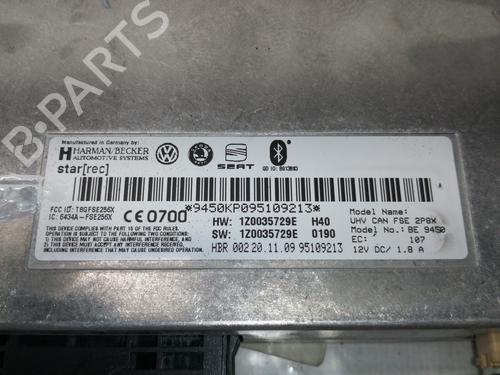 B-PARTS
Manufactured in Germany by:
HARMAN/BECKER
AUTOMOTIVE SYSTEMS
star[rec]
SEAT
QD ID: B013883
FCC ID: T8GFSE256X
IC: 6434A-FSE256X
CE 0700
*9450KP095109213*
HW: 1Z0035729E H40
SW: 1Z0035729E 0190
HBR 002 20.11.09 95109213
Model Name:
UHV CAN FSE 2P8X
Model No.: BE 9450
EC: 107
12V DC/ 1.8 A
THIS DEVICE COMPLIES WITH PART 15 OF THE FCC RULES.
OPERATION IS SUBJECT TO THE FOLLOWING TWO CONDITIONS:
(1) THIS DEVICE MAY NOT CAUSE HARMFUL INTERFERENCE, AND
(2) THIS DEVICE MUST ACCEPT ANY INTERFERENCE RECEIVED,
INCLUDING INTERFERENCE THAT MAY CAUSE UNDESIRED OPERATION.